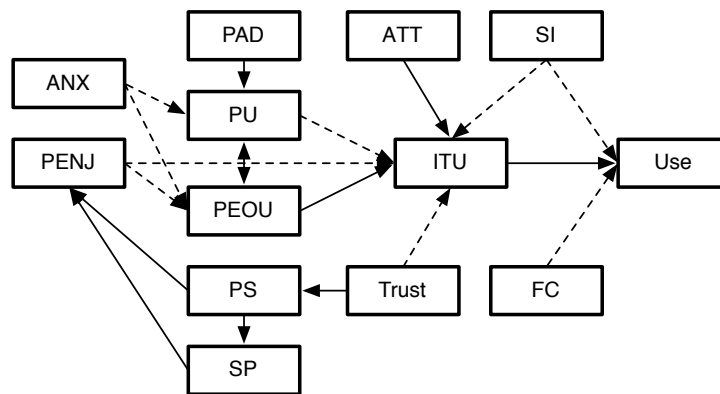 PAD
ATT
SI
ANX
PU
PENJ
ITU
Use
PEOU
PS
Trust
FC
SP